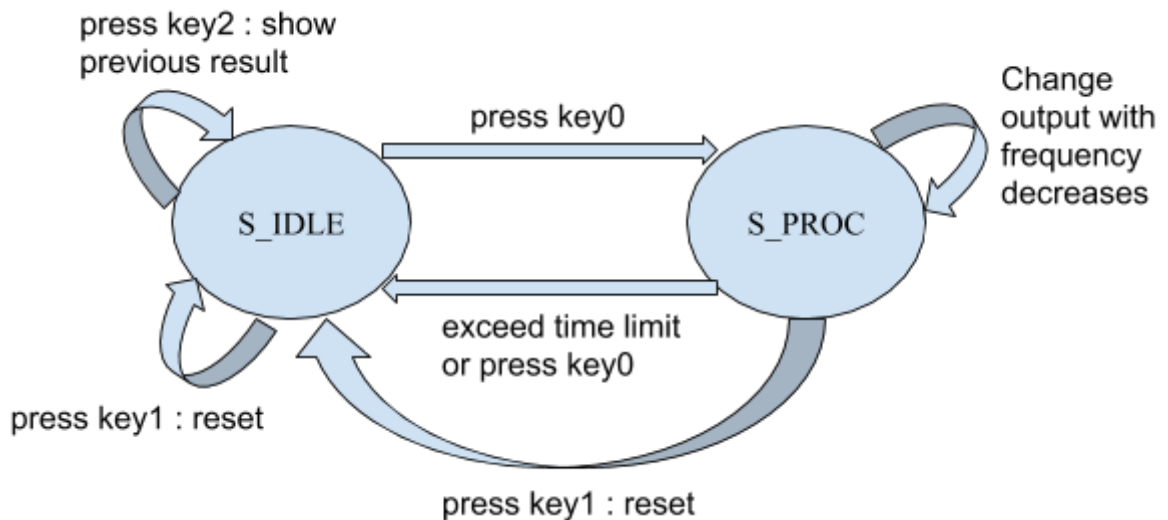 press key2 : show
previous result
Change
output with
frequency
decreases
press key0
S_IDLE
S_PROC
exceed time limit
or press key0
press key1 : reset
press key1 : reset